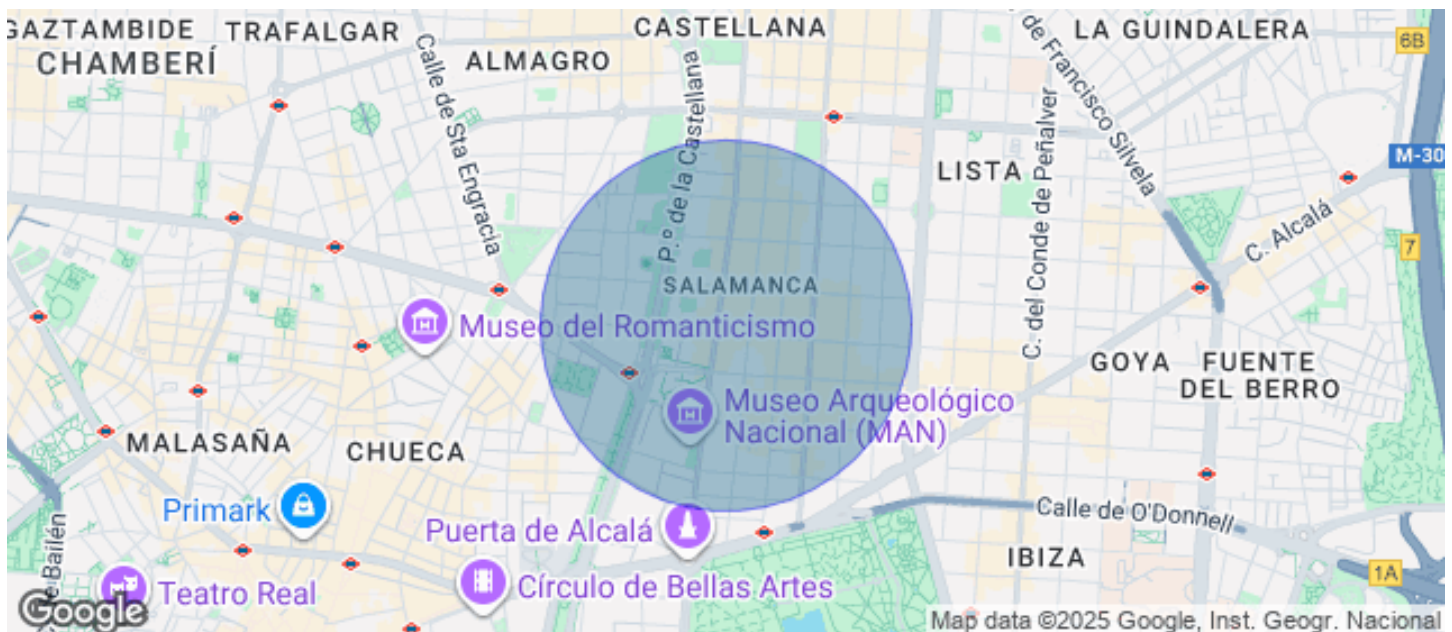 GAZTAMBIDE
TRAFALGAR
CASTELLANA
LA GUINDALERA
6B
CHAMBERÍ
ALMAGRO
Calle de Sta Engracia
P.º de la Castellana
de Francisco Silvela
C. del Conde de Peñalver
LISTA
M-30
C. Alcalá
7
SALAMANCA
Museo del Romanticismo
GOYA
FUENTE
DEL BERRO
Museo Arqueológico
Nacional (MAN)
MALASAÑA
CHUECA
Primark
Puerta de Alcalá
Calle de O'Donnell
Bailén
IBIZA
Teatro Real
Círculo de Bellas Artes
1A
Google
Map data ©2025 Google, Inst. Geogr. Nacional